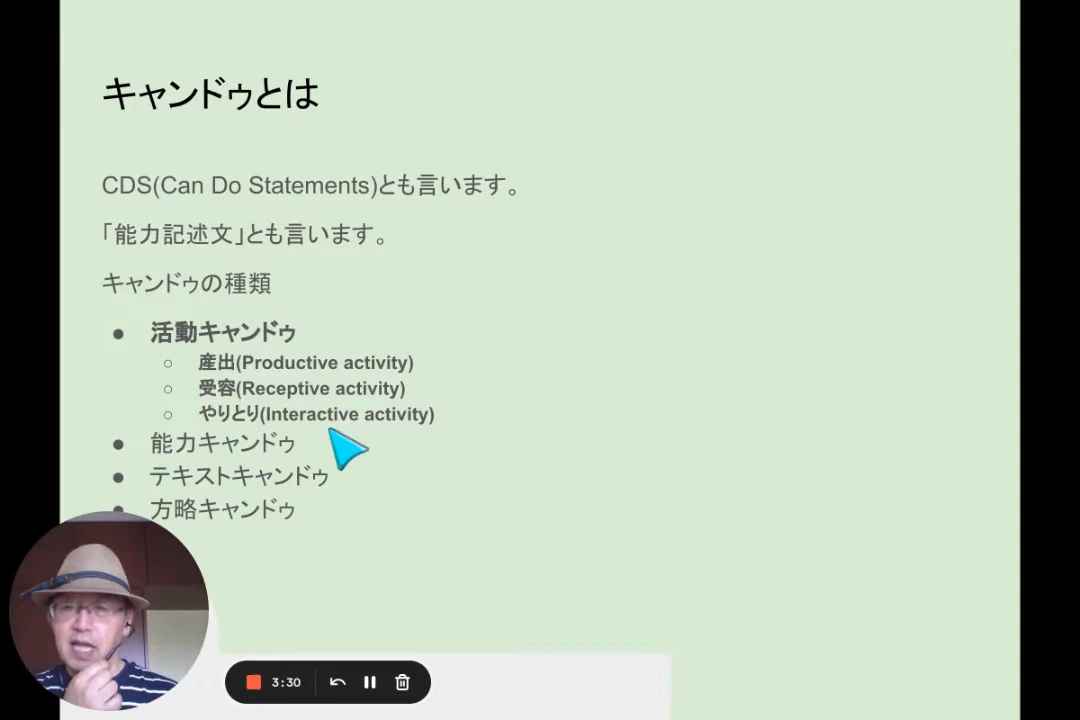 キャンドゥとは
CDS(Can Do Statements)とも言います。
「能力記述文」とも言います。
キャンドゥの種類
● 活動キャンドゥ
○ 産出(Productive activity)
○ 受容(Receptive activity)
○ やりとり(Interactive activity)
● 能力キャンドゥ
● テキストキャンドゥ
● 方略キャンドゥ
3:30